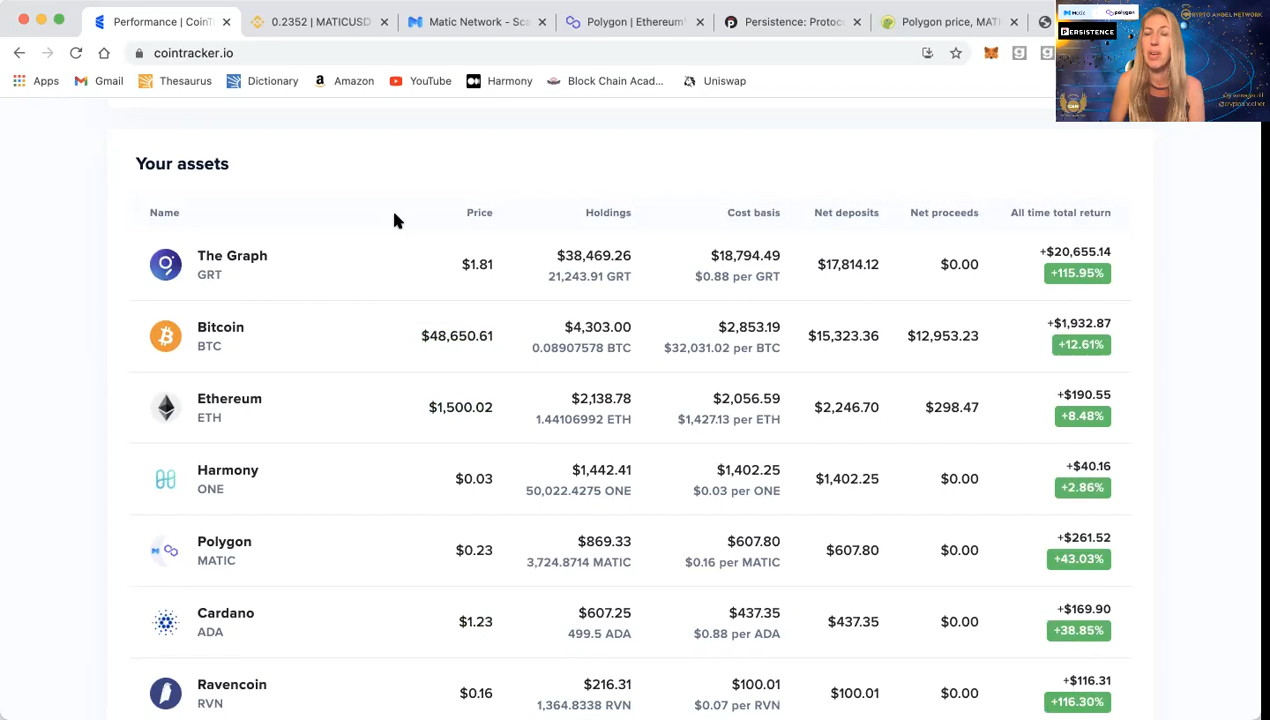 Performance | CoinT
0.2352 | MATICUSD
Matic Network - Sca
Polygon | Ethereum'
Persistence: Protoc
Polygon price, MATI
cointracker.io
Apps
Gmail
Thesaurus
Dictionary
Amazon
YouTube
Harmony
Block Chain Acad...
Uniswap
polygon
PERSISTENCE
CRYPTO ANGEL NETWORK
Your assets
Name Price Holdings Cost basis Net deposits Net proceeds All time total return
The Graph $38,469.26 $18,794.49 +$20,655.14
$1.81 $17,814.12 $0.00
GRT 21,243.91 GRT $0.88 per GRT +115.95%
Bitcoin $4,303.00 $2,853.19 +$1,932.87
$48,650.61 $15,323.36 $12,953.23
BTC 0.08907578 BTC $32,031.02 per BTC +12.61%
Ethereum $2,138.78 $2,056.59 +$190.55
$1,500.02 $2,246.70 $298.47
ETH 1.44106992 ETH $1,427.13 per ETH +8.48%
Harmony $1,442.41 $1,402.25 +$40.16
$0.03 $1,402.25 $0.00
ONE 50,022.4275 ONE $0.03 per ONE +2.86%
Polygon $869.33 $607.80 +$261.52
$0.23 $607.80 $0.00
MATIC 3,724.8714 MATIC $0.16 per MATIC +43.03%
Cardano $607.25 $437.35 +$169.90
$1.23 $437.35 $0.00
ADA 499.5 ADA $0.88 per ADA +38.85%
Ravencoin $216.31 $100.01 +$116.31
$0.16 $100.01 $0.00
RVN 1,364.8338 RVN $0.07 per RVN +116.30%